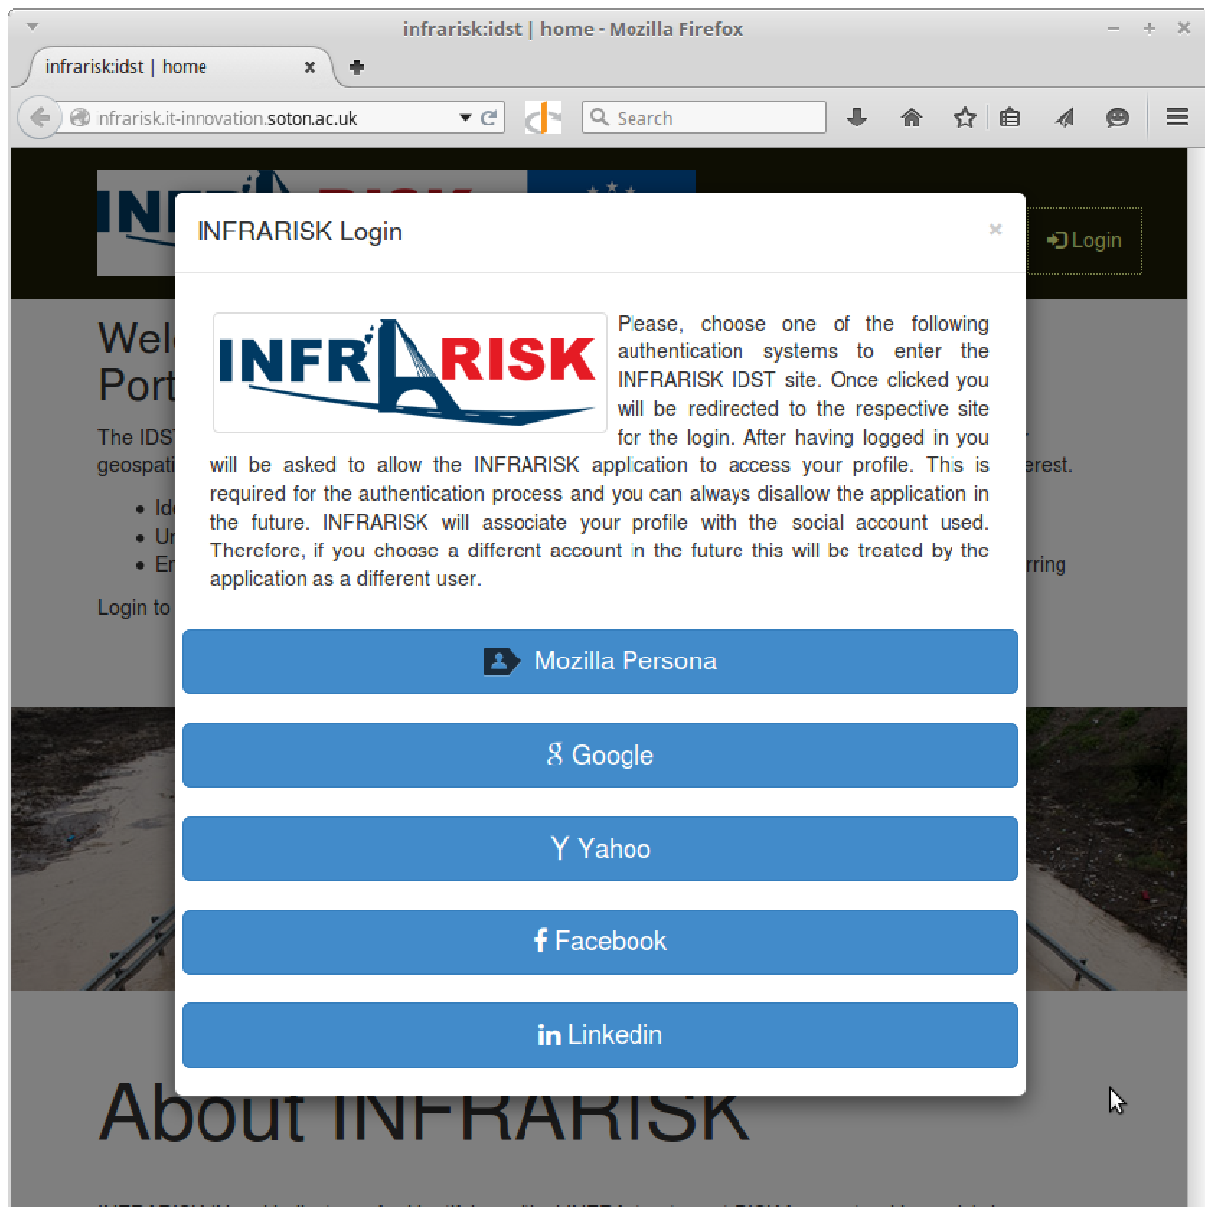 infrarisk:idst | home - Mozilla Firefox
infrarisk:idst | home
nfrarisk.it-innovation.soton.ac.uk
Search
INFRARISK Login
Login
INFRARISK
Please, choose one of the following
authentication systems to enter the
INFRARISK IDST site. Once clicked you
will be redirected to the respective site
for the login. After having logged in you
will be asked to allow the INFRARISK application to access your profile. This is
required for the authentication process and you can always disallow the application in
the future. INFRARISK will associate your profile with the social account used.
Therefore, if you choose a different account in the future this will be treated by the
application as a different user.
The
Login to
Mozilla Persona
Google
Yahoo
Facebook
Linkedin
About INFRARISK